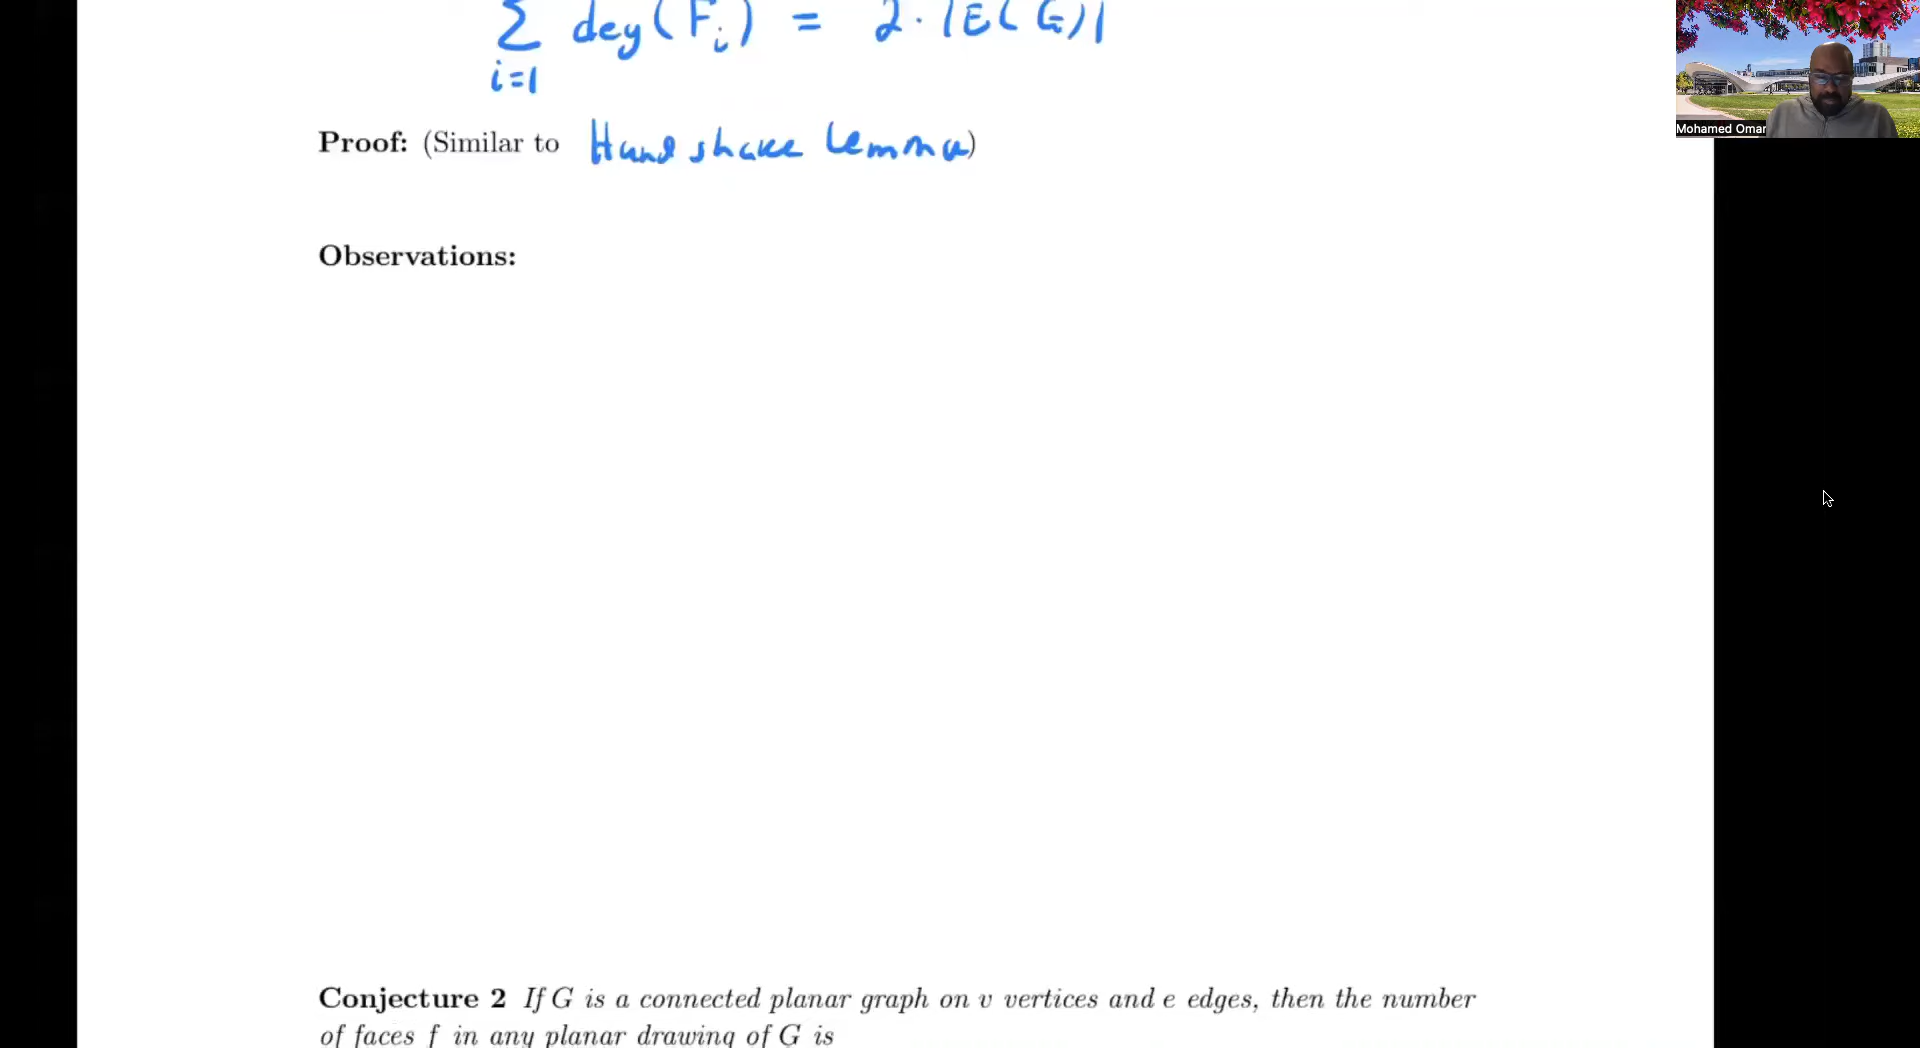 ∑ deg(Fᵢ) = 2·|E(G)|
i=1
Proof: (Similar to Handshake Lemma)
Mohamed Omar
Observations:
Conjecture 2 If G is a connected planar graph on v vertices and e edges, then the number
of faces f in any planar drawing of G is